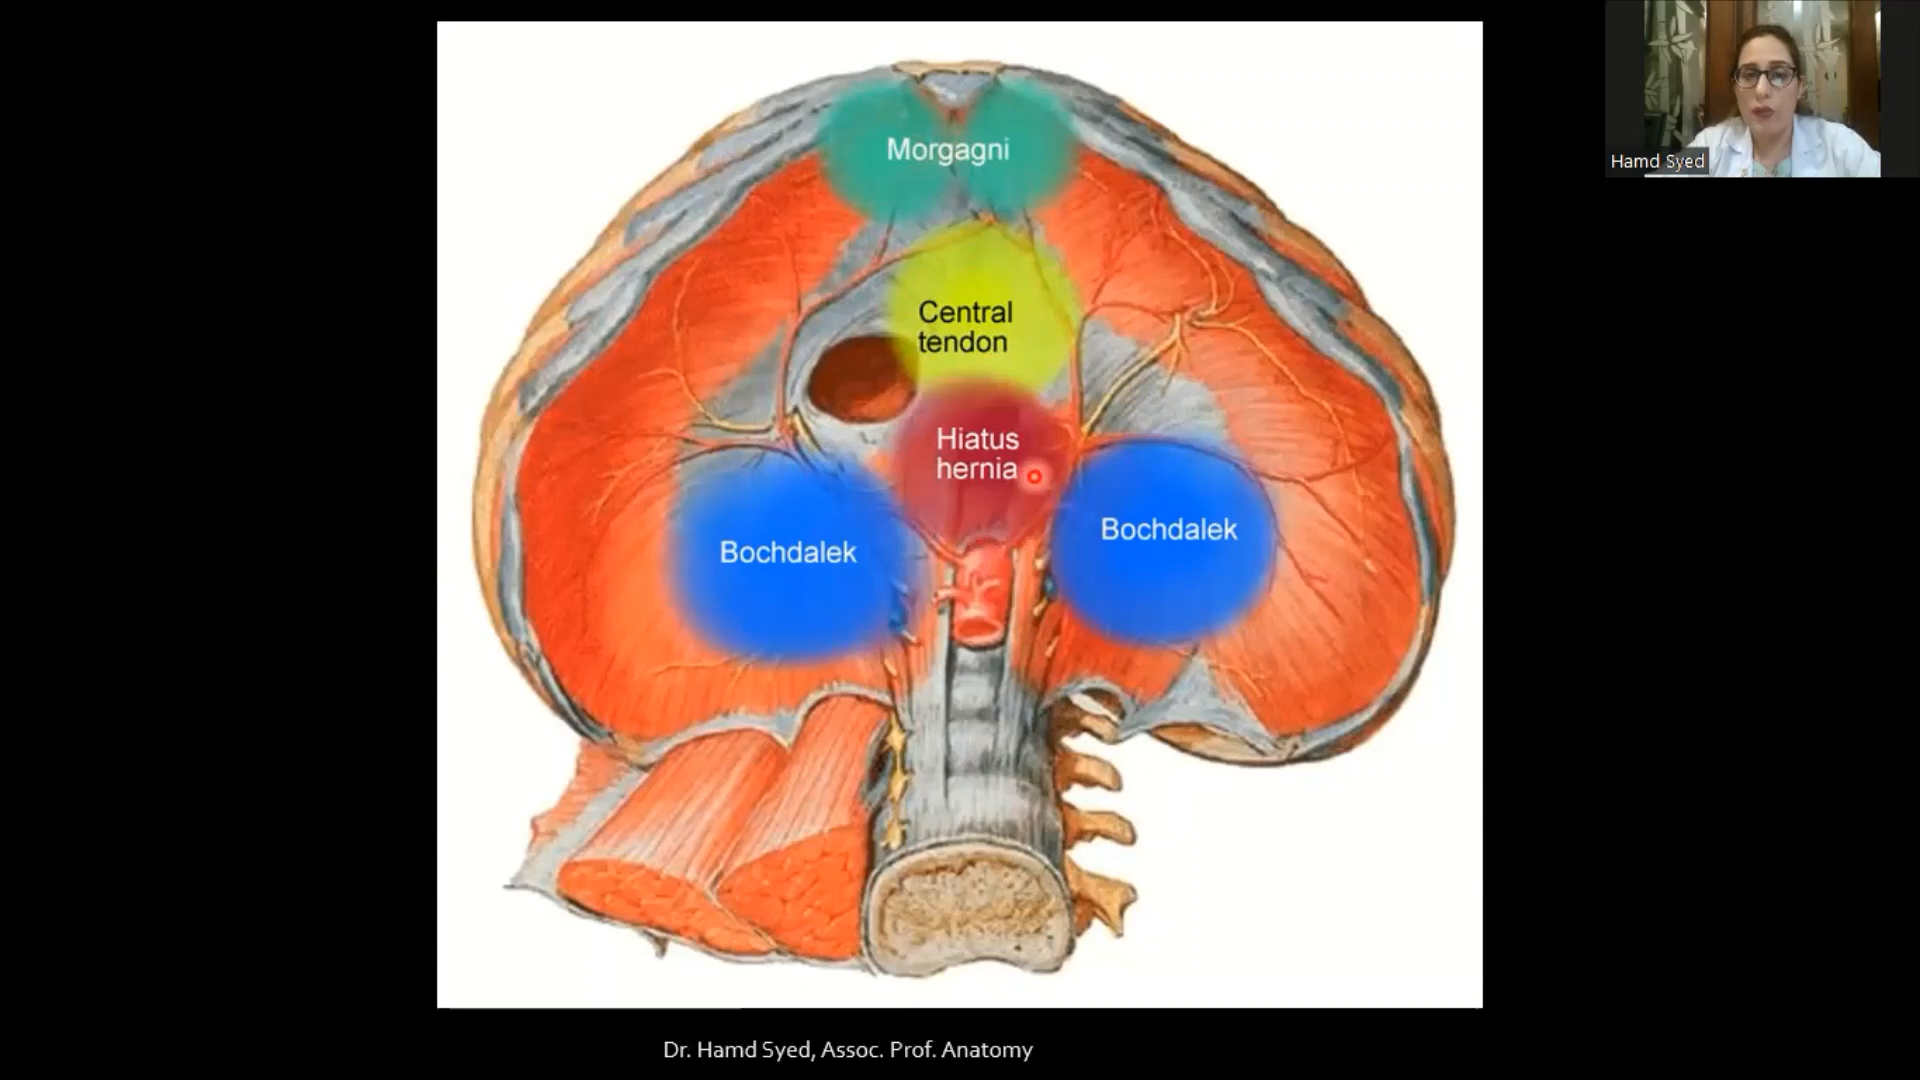 Hamd Syed
Morgagni
Central
tendon
Hiatus
hernia
Bochdalek
Bochdalek
Dr. Hamd Syed, Assoc. Prof. Anatomy